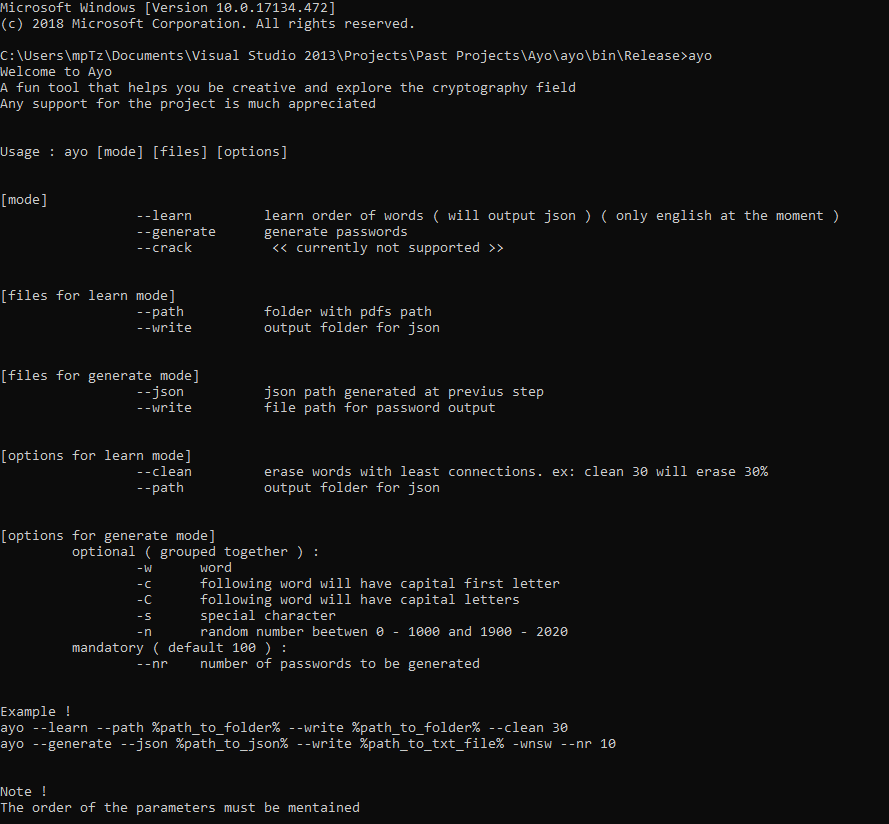 Microsoft Windows [Version 10.0.17134.472]
(c) 2018 Microsoft Corporation. All rights reserved.
C:\Users\mpTz\Documents\Visual Studio 2013\Projects\Past Projects\Ayo\ayo\bin\Release>ayo
Welcome to Ayo
A fun tool that helps you be creative and explore the cryptography field
Any support for the project is much appreciated
Usage : ayo [mode] [files] [options]
[mode]
--learn learn order of words ( will output json ) ( only english at the moment )
--generate generate passwords
--crack << currently not supported >>
[files for learn mode]
--path folder with pdfs path
--write output folder for json
[files for generate mode]
--json json path generated at previus step
--write file path for password output
[options for learn mode]
--clean erase words with least connections. ex: clean 30 will erase 30%
--path output folder for json
[options for generate mode]
optional ( grouped together ) :
-w word
-c following word will have capital first letter
-C following word will have capital letters
-s special character
-n random number beetwen 0 - 1000 and 1900 - 2020
mandatory ( default 100 ) :
--nr number of passwords to be generated
Example !
ayo --learn --path %path_to_folder% --write %path_to_folder% --clean 30
ayo --generate --json %path_to_json% --write %path_to_txt_file% -wnsw --nr 10
Note !
The order of the parameters must be mentained